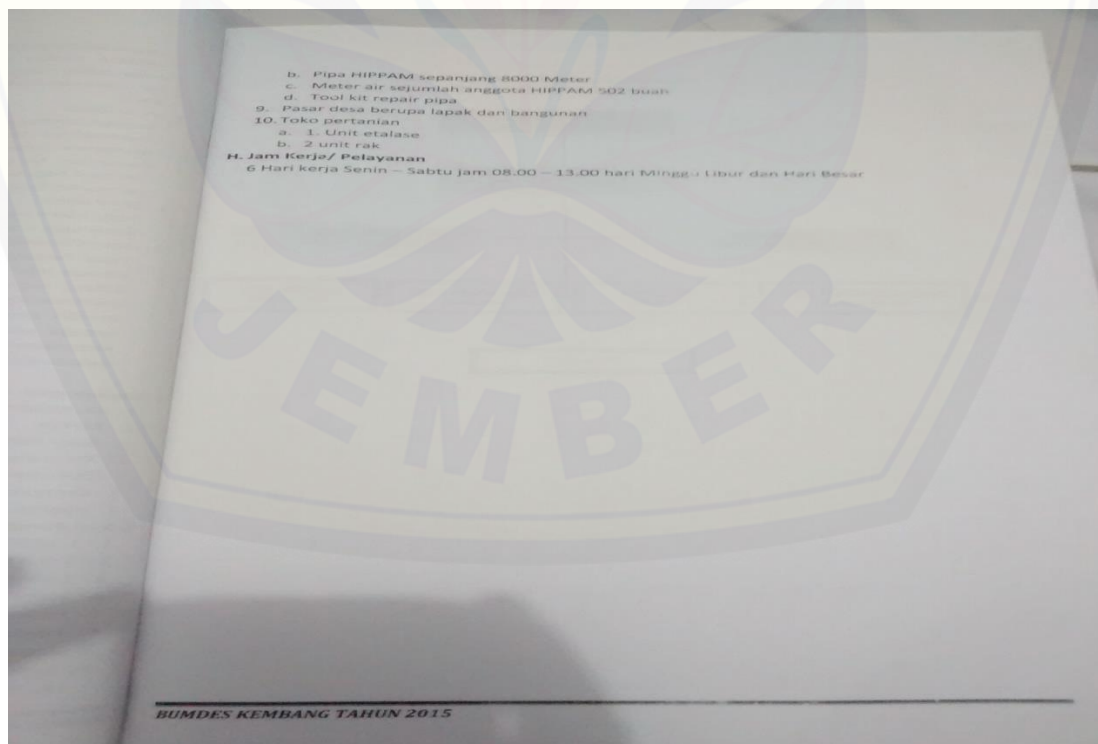 b. Pipa HIPPAM sepanjang 8000 Meter
c. Meter air sejumlah anggota HIPPAM 502 buah
d. Tool kit repair pipa
9. Pasar desa berupa lapak dan bangunan
10. Toko pertanian
a. 1. Unit etalase
b. 2 unit rak
H. Jam Kerja/ Pelayanan
6 Hari kerja Senin – Sabtu jam 08.00 – 13.00 hari Minggu Libur dan Hari Besar
JEMBER
BUMDES KEMBANG TAHUN 2015